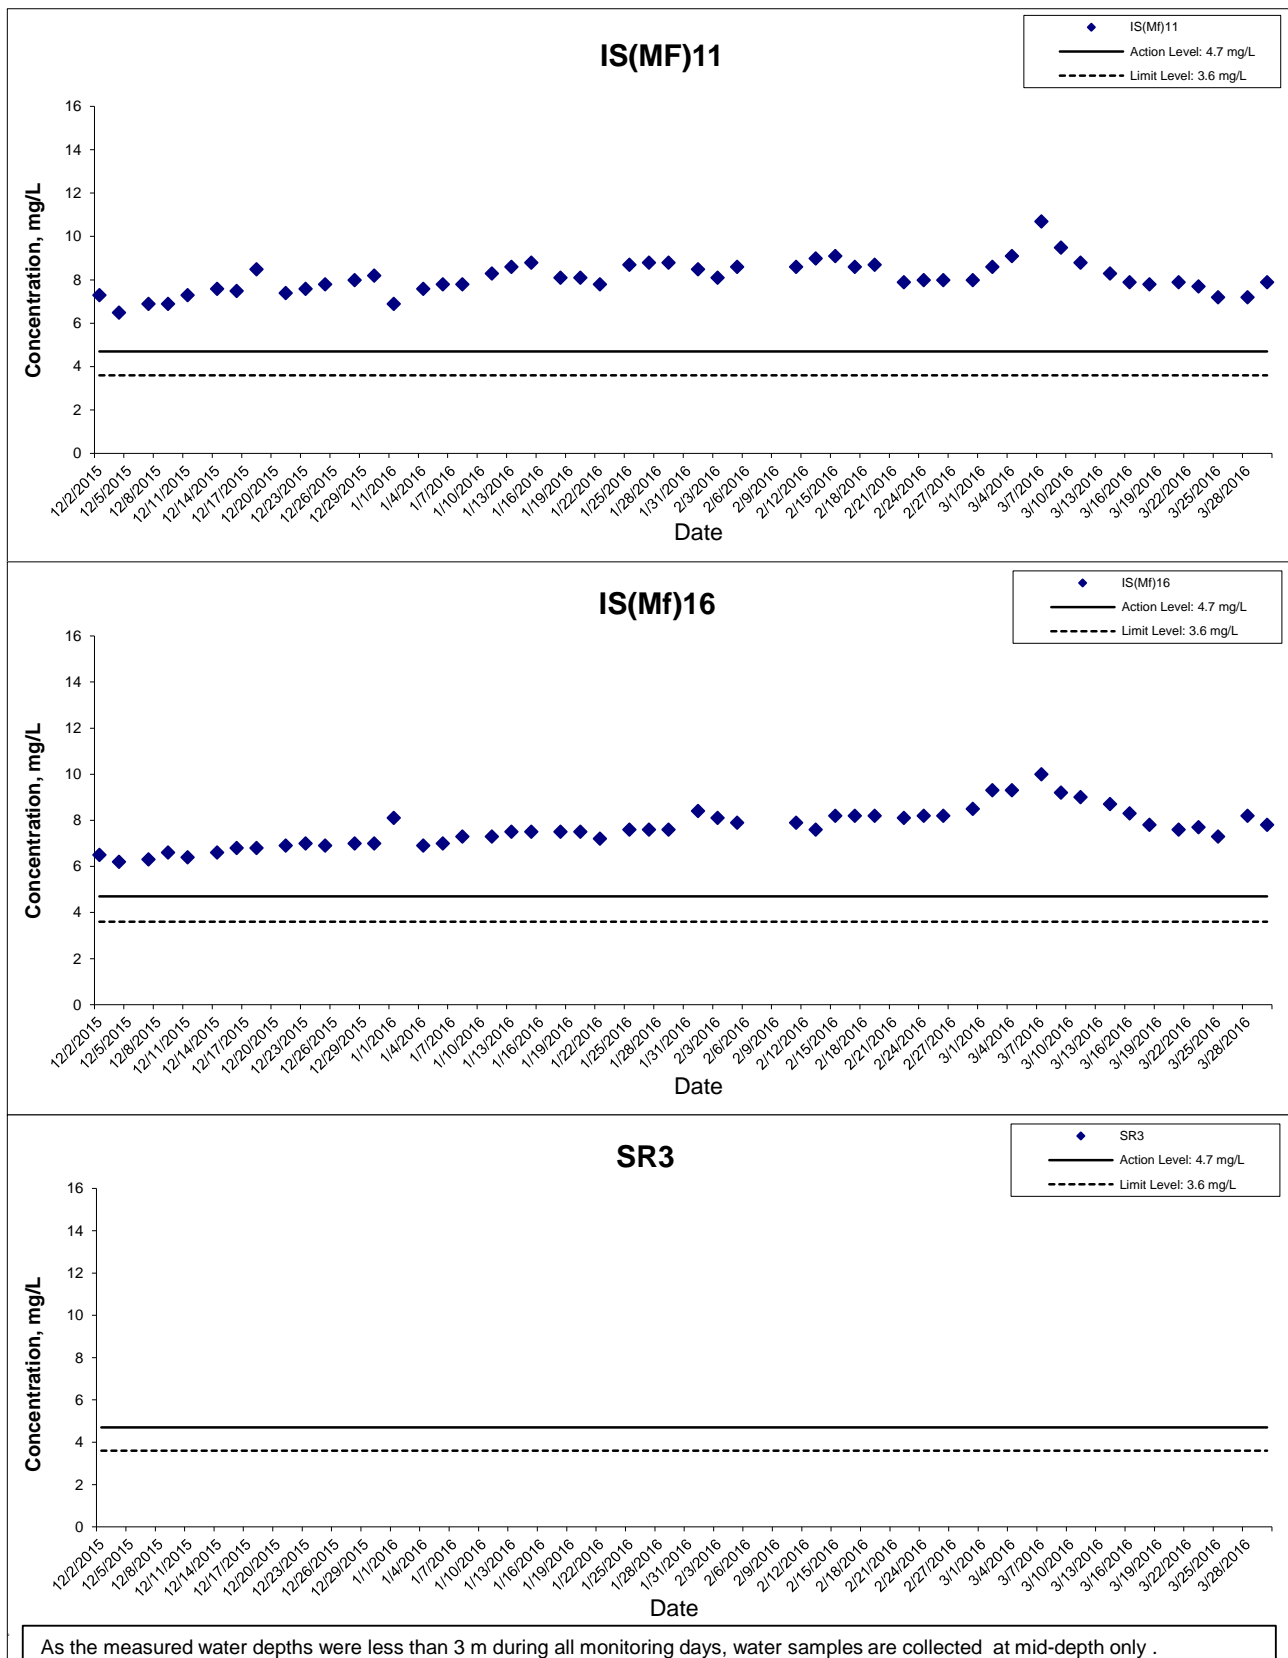 IS(MF)11
IS(Mf)11
Action Level: 4.7 mg/L
Limit Level: 3.6 mg/L
Concentration, mg/L
16
14
12
10
8
6
4
2
0
12/2/2015 12/5/2015 12/8/2015 12/11/2015 12/14/2015 12/17/2015 12/20/2015 12/23/2015 12/26/2015 12/29/2015 1/1/2016 1/4/2016 1/7/2016 1/10/2016 1/13/2016 1/16/2016 1/19/2016 1/22/2016 1/25/2016 1/28/2016 1/31/2016 2/3/2016 2/6/2016 2/9/2016 2/12/2016 2/15/2016 2/18/2016 2/21/2016 2/24/2016 2/27/2016 3/1/2016 3/4/2016 3/7/2016 3/10/2016 3/13/2016 3/16/2016 3/19/2016 3/22/2016 3/25/2016 3/28/2016
Date
IS(Mf)16
IS(Mf)16
Action Level: 4.7 mg/L
Limit Level: 3.6 mg/L
Concentration, mg/L
16
14
12
10
8
6
4
2
0
12/2/2015 12/5/2015 12/8/2015 12/11/2015 12/14/2015 12/17/2015 12/20/2015 12/23/2015 12/26/2015 12/29/2015 1/1/2016 1/4/2016 1/7/2016 1/10/2016 1/13/2016 1/16/2016 1/19/2016 1/22/2016 1/25/2016 1/28/2016 1/31/2016 2/3/2016 2/6/2016 2/9/2016 2/12/2016 2/15/2016 2/18/2016 2/21/2016 2/24/2016 2/27/2016 3/1/2016 3/4/2016 3/7/2016 3/10/2016 3/13/2016 3/16/2016 3/19/2016 3/22/2016 3/25/2016 3/28/2016
Date
SR3
SR3
Action Level: 4.7 mg/L
Limit Level: 3.6 mg/L
Concentration, mg/L
16
14
12
10
8
6
4
2
0
12/2/2015 12/5/2015 12/8/2015 12/11/2015 12/14/2015 12/17/2015 12/20/2015 12/23/2015 12/26/2015 12/29/2015 1/1/2016 1/4/2016 1/7/2016 1/10/2016 1/13/2016 1/16/2016 1/19/2016 1/22/2016 1/25/2016 1/28/2016 1/31/2016 2/3/2016 2/6/2016 2/9/2016 2/12/2016 2/15/2016 2/18/2016 2/21/2016 2/24/2016 2/27/2016 3/1/2016 3/4/2016 3/7/2016 3/10/2016 3/13/2016 3/16/2016 3/19/2016 3/22/2016 3/25/2016 3/28/2016
Date
As the measured water depths were less than 3 m during all monitoring days, water samples are collected at mid-depth only .